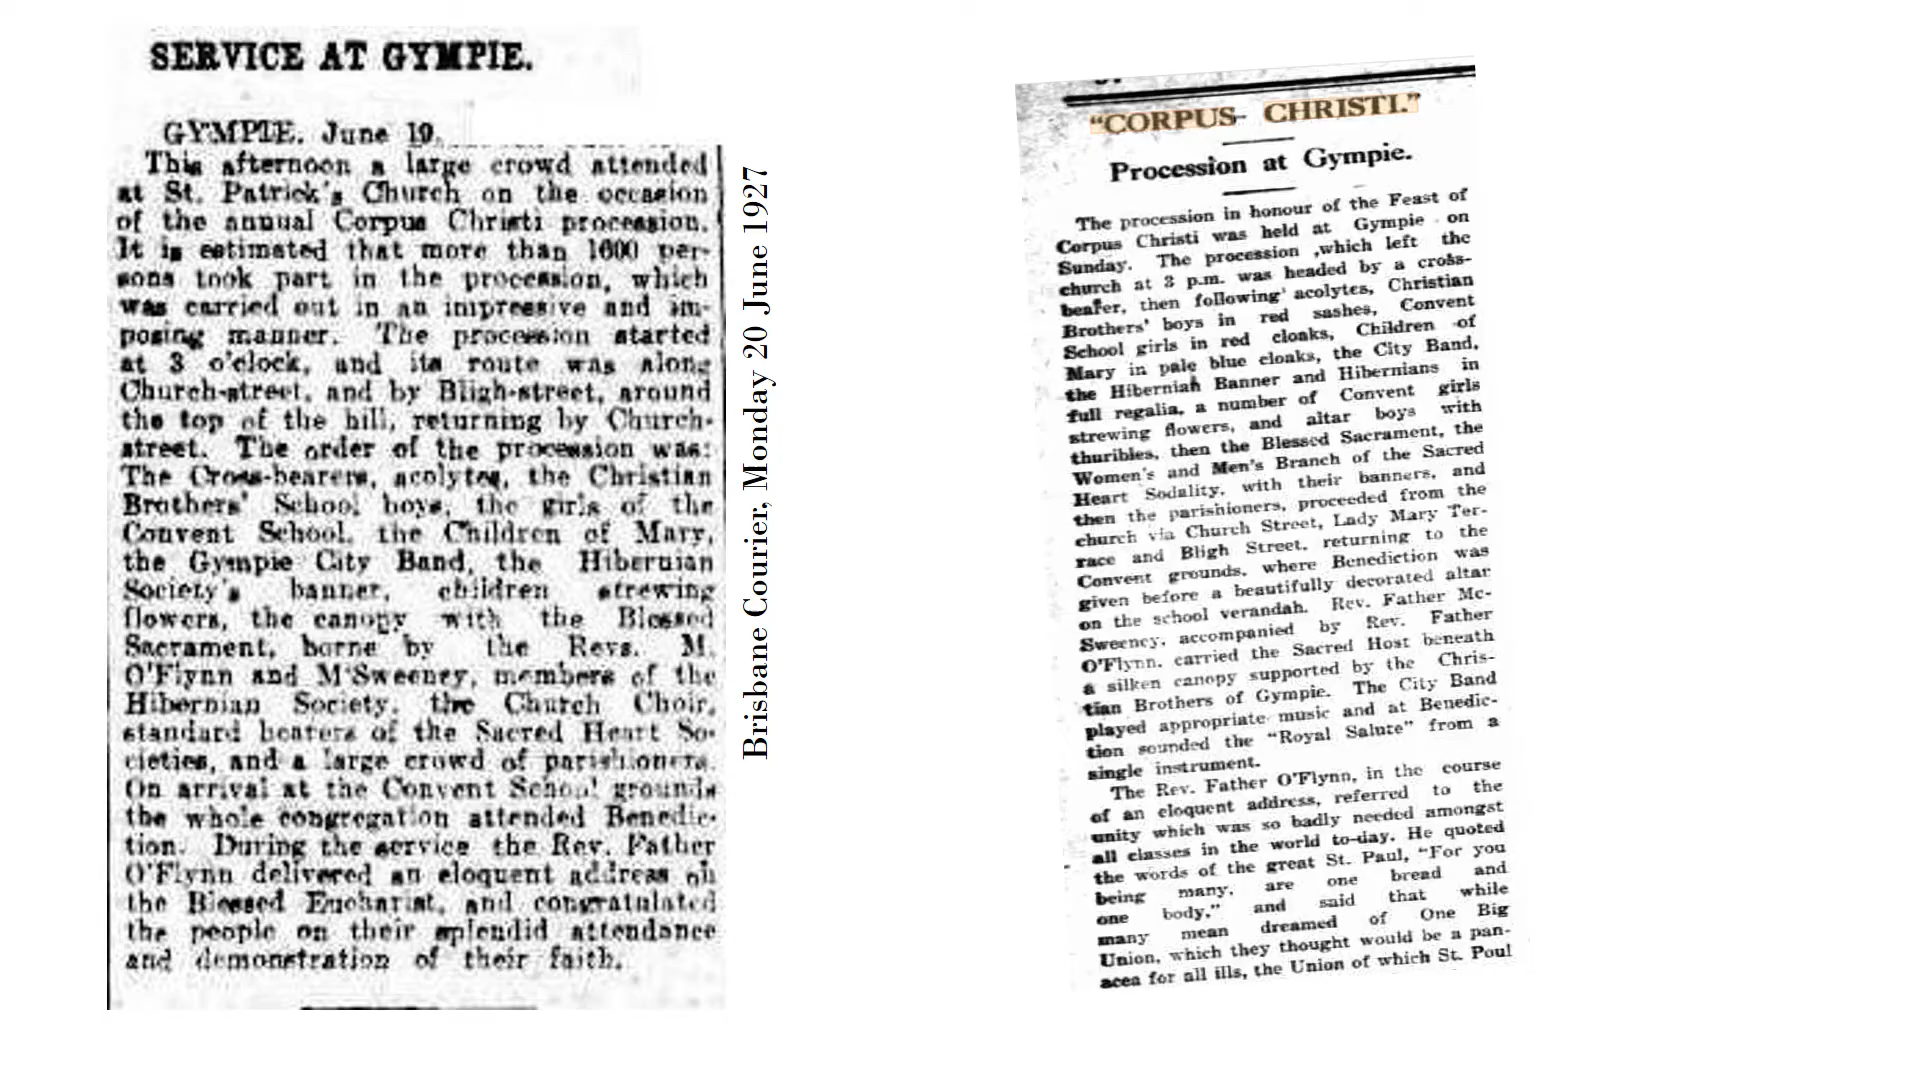 SERVICE AT GYMPIE.
GYMPIE, June 19.
This afternoon a large crowd attended
at St. Patrick's Church on the occasion
of the annual Corpus Christi procession.
It is estimated that more than 1600 per-
sons took part in the procession, which
was carried out in an impressive and im-
posing manner. The procession started
at 3 o'clock, and its route was along
Church-street, and by Bligh-street, around
the top of the hill, returning by Church-
street. The order of the procession was:
The Cross-bearers, acolytes, the Christian
Brothers' School boys, the girls of the
Convent School, the Children of Mary,
the Gympie City Band, the Hibernian
Society's banner, children strewing
flowers, the canopy with the Blessed
Sacrament, borne by the Revs. M.
O'Flynn and M'Sweeney, members of the
Hibernian Society, the Church Choir,
standard bearers of the Sacred Heart So-
cieties, and a large crowd of parishioners.
On arrival at the Convent School grounds
the whole congregation attended Benedic-
tion. During the service the Rev. Father
O'Flynn delivered an eloquent address on
the Blessed Eucharist, and congratulated
the people on their splendid attendance
and demonstration of their faith.
Brisbane Courier, Monday 20 June 1927
"CORPUS CHRISTI."
Procession at Gympie.
The procession in honour of the Feast of
Corpus Christi was held at Gympie on
Sunday. The procession ,which left the
church at 3 p.m. was headed by a cross-
bearer, then following' acolytes, Christian
Brothers' boys in red sashes, Convent
School girls in red cloaks, Children of
Mary in pale blue cloaks, the City Band,
the Hibernian Banner and Hibernians in
full regalia, a number of Convent girls
strewing flowers, and altar boys with
thuribles, then the Blessed Sacrament, the
Women's and Men's Branch of the Sacred
Heart Sodality, with their banners, and
then the parishioners, proceeded from the
church via Church Street, Lady Mary Ter-
race and Bligh Street, returning to the
Convent grounds, where Benediction was
given before a beautifully decorated altar
on the school verandah. Rev. Father Mc-
Sweeney, accompanied by Rev. Father
O'Flynn, carried the Sacred Host beneath
a silken canopy supported by the Chris-
tian Brothers of Gympie. The City Band
played appropriate music and at Benedic-
tion sounded the "Royal Salute" from a
single instrument.
The Rev. Father O'Flynn, in the course
of an eloquent address, referred to the
unity which was so badly needed amongst
all classes in the world to-day. He quoted
the words of the great St. Paul, "For you
being many, are one bread and
one body," and said that while
many mean dreamed of One Big
Union, which they thought would be a pan-
acea for all ills, the Union of which St. Poul